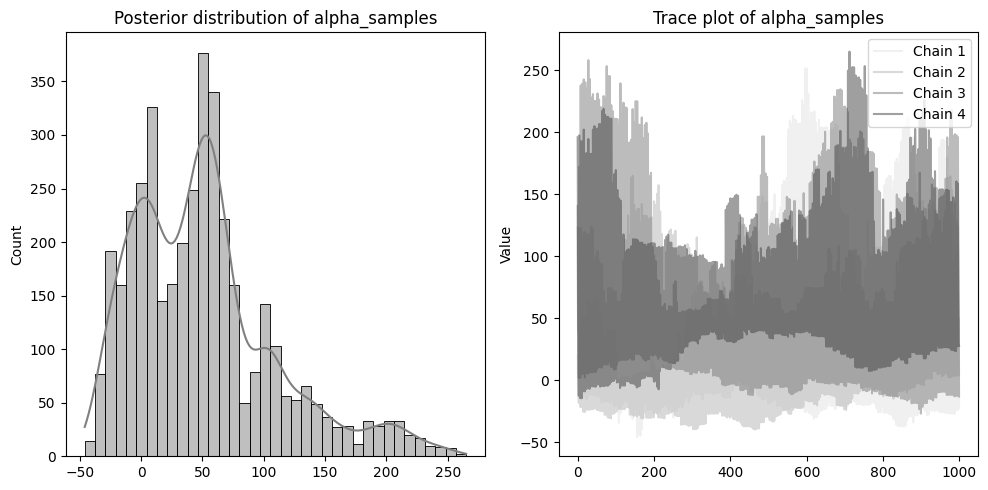 Posterior distribution of alpha_samples
Count
350
300
250
200
150
100
50
0
−50 0 50 100 150 200 250
Trace plot of alpha_samples
Chain 1
Chain 2
Chain 3
Chain 4
Value
250
200
150
100
50
0
−50
0 200 400 600 800 1000